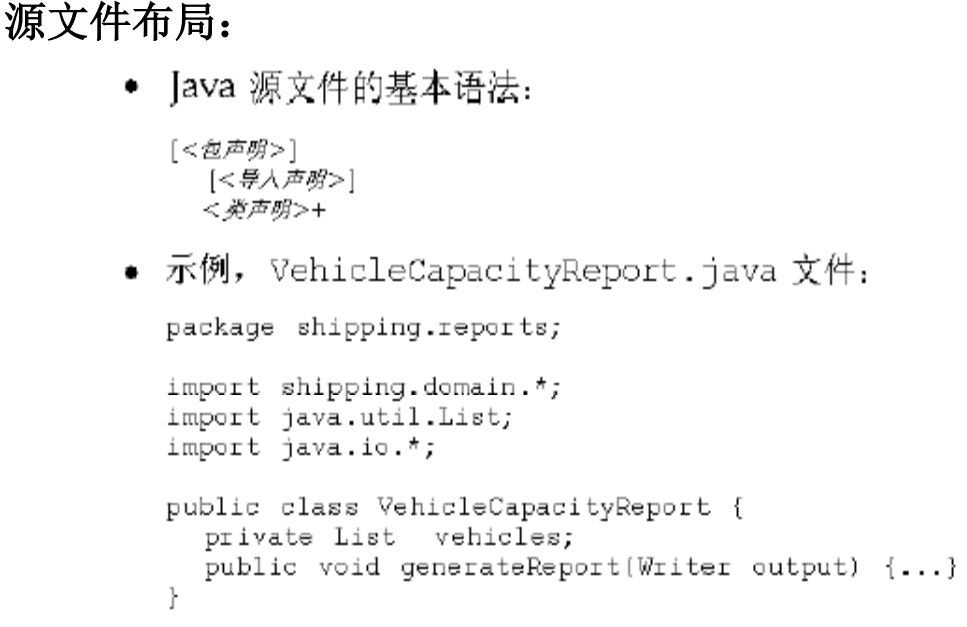 源文件布局：
• Java 源文件的基本语法：
[<包声明>]
[<导入声明>]
<类声明>+
• 示例，VehicleCapacityReport.java 文件：
package shipping.reports;
import shipping.domain.*;
import java.util.List;
import java.io.*;
public class VehicleCapacityReport {
private List vehicles;
public void generateReport(Writer output) {...}
}